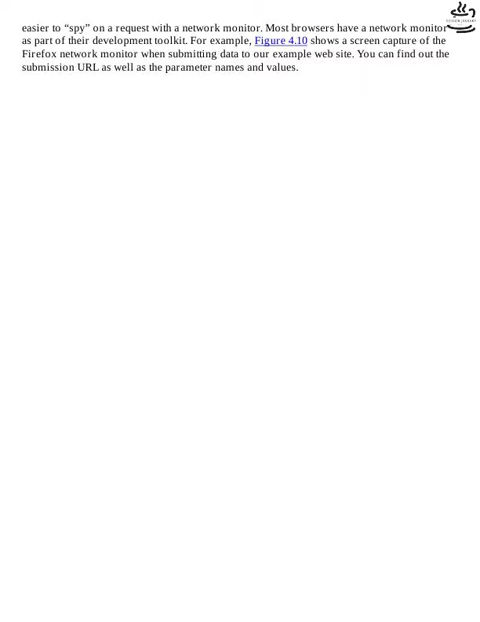 easier to “spy” on a request with a network monitor. Most browsers have a network monitor
as part of their development toolkit. For example, Figure 4.10 shows a screen capture of the
Firefox network monitor when submitting data to our example web site. You can find out the
submission URL as well as the parameter names and values.